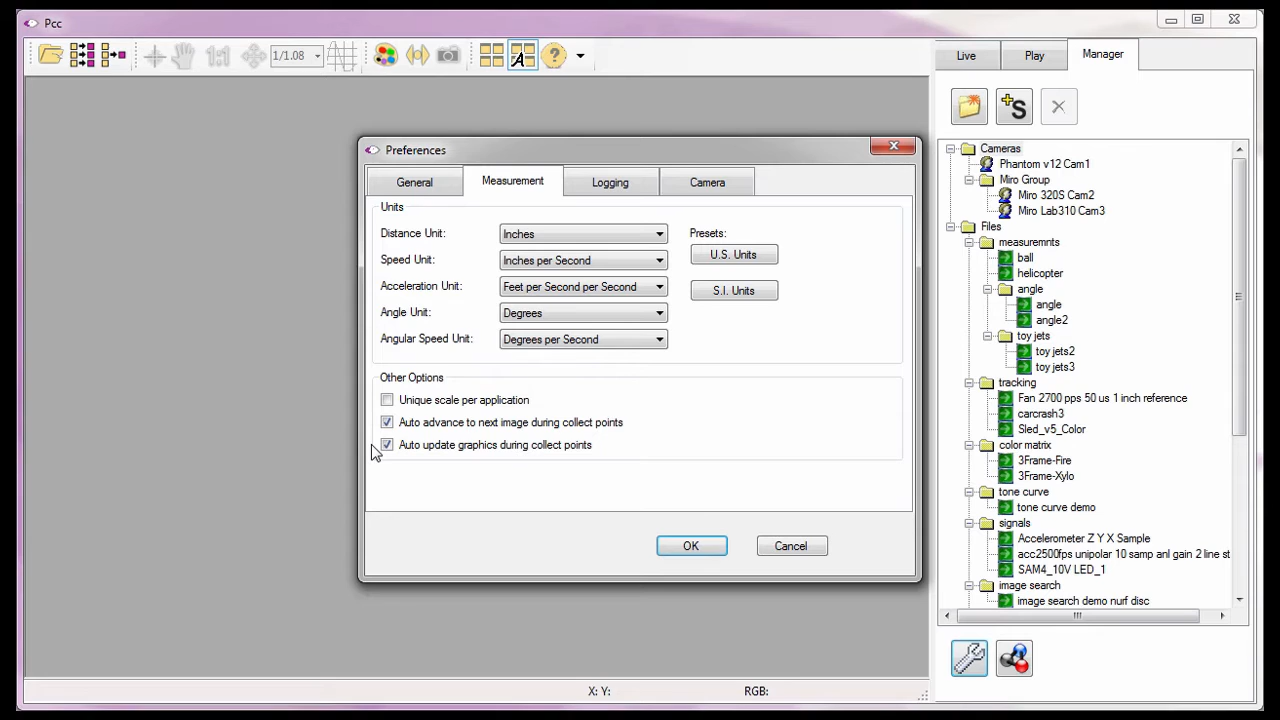 Pcc
1/1.08
A
?
Live
Play
Manager
+S
Preferences
General
Measurement
Logging
Camera
Units
Distance Unit:
Inches
Presets:
U.S. Units
Speed Unit:
Inches per Second
Acceleration Unit:
Feet per Second per Second
S.I. Units
Angle Unit:
Degrees
Angular Speed Unit:
Degrees per Second
Other Options
Unique scale per application
Auto advance to next image during collect points
Auto update graphics during collect points
OK
Cancel
Cameras
Phantom v12 Cam1
Miro Group
Miro 320S Cam2
Miro Lab310 Cam3
Files
measuremnts
ball
helicopter
angle
angle
angle2
toy jets
toy jets2
toy jets3
tracking
Fan 2700 pps 50 us 1 inch reference
carcrash3
Sled_v5_Color
color matrix
3Frame-Fire
3Frame-Xylo
tone curve
tone curve demo
signals
Accelerometer Z Y X Sample
acc2500fps unipolar 10 samp anl gain 2 line st
SAM4_10V LED_1
image search
image search demo nurf disc
X: Y:
RGB: